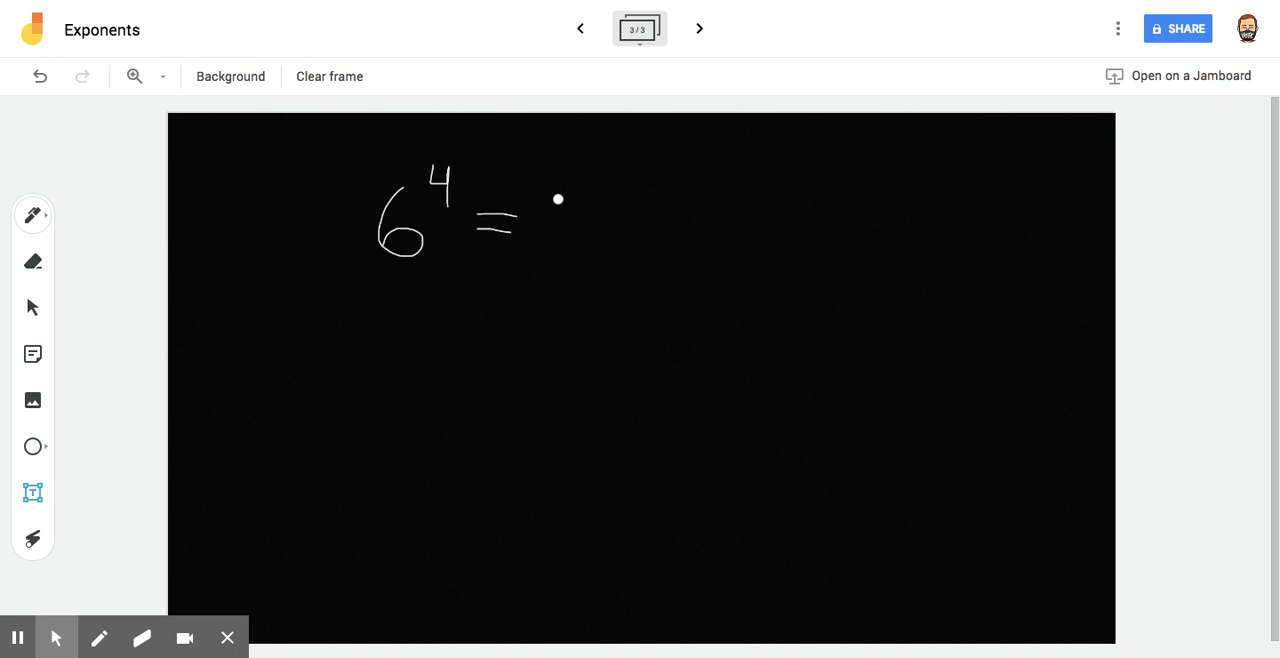 Exponents
3 / 3
SHARE
Background
Clear frame
Open on a Jamboard
6⁴ =
T